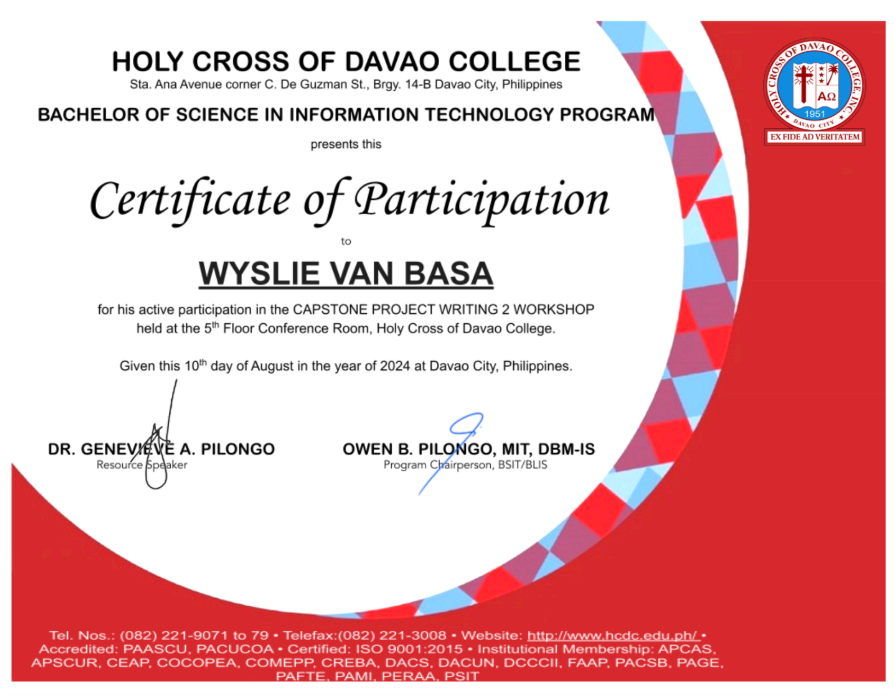 HOLY CROSS OF DAVAO COLLEGE
Sta. Ana Avenue corner C. De Guzman St., Brgy. 14-B Davao City, Philippines
BACHELOR OF SCIENCE IN INFORMATION TECHNOLOGY PROGRAM
presents this
Certificate of Participation
to
WYSLIE VAN BASA
for his active participation in the CAPSTONE PROJECT WRITING 2 WORKSHOP
held at the 5th Floor Conference Room, Holy Cross of Davao College.
Given this 10th day of August in the year of 2024 at Davao City, Philippines.
DR. GENEVIEVE A. PILONGO
Resource Speaker
OWEN B. PILONGO, MIT, DBM-IS
Program Chairperson, BSIT/BLIS
HOLY CROSS OF DAVAO COLLEGE, INC.
ΑΩ
1951
DAVAO CITY
EX FIDE AD VERITATEM
Tel. Nos.: (082) 221-9071 to 79 • Telefax:(082) 221-3008 • Website: http://www.hcdc.edu.ph/ •
Accredited: PAASCU, PACUCOA • Certified: ISO 9001:2015 • Institutional Membership: APCAS,
APSCUR, CEAP, COCOPEA, COMEPP, CREBA, DACS, DACUN, DCCCII, FAAP, PACSB, PAGE,
PAFTE, PAMI, PERAA, PSIT